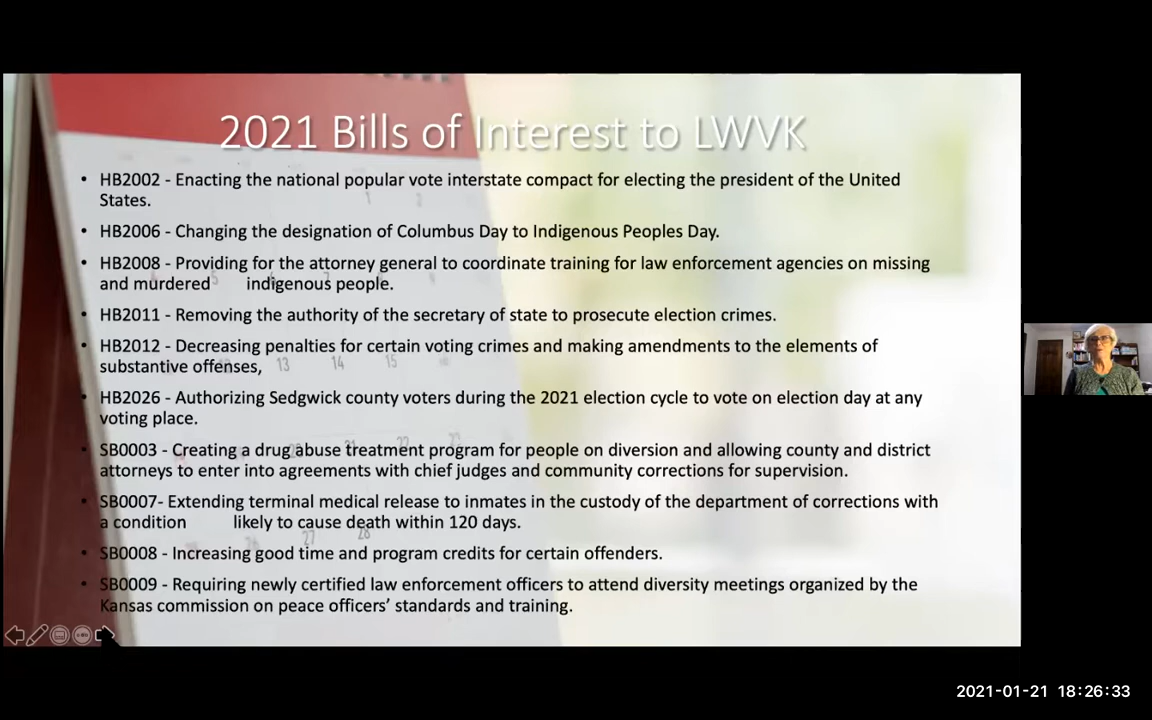 2021 Bills of Interest to LWVK
• HB2002 - Enacting the national popular vote interstate compact for electing the president of the United
States.
• HB2006 - Changing the designation of Columbus Day to Indigenous Peoples Day.
• HB2008 - Providing for the attorney general to coordinate training for law enforcement agencies on missing
and murdered indigenous people.
• HB2011 - Removing the authority of the secretary of state to prosecute election crimes.
• HB2012 - Decreasing penalties for certain voting crimes and making amendments to the elements of
substantive offenses,
• HB2026 - Authorizing Sedgwick county voters during the 2021 election cycle to vote on election day at any
voting place.
• SB0003 - Creating a drug abuse treatment program for people on diversion and allowing county and district
attorneys to enter into agreements with chief judges and community corrections for supervision.
• SB0007- Extending terminal medical release to inmates in the custody of the department of corrections with
a condition likely to cause death within 120 days.
• SB0008 - Increasing good time and program credits for certain offenders.
• SB0009 - Requiring newly certified law enforcement officers to attend diversity meetings organized by the
Kansas commission on peace officers' standards and training.
2021-01-21 18:26:33